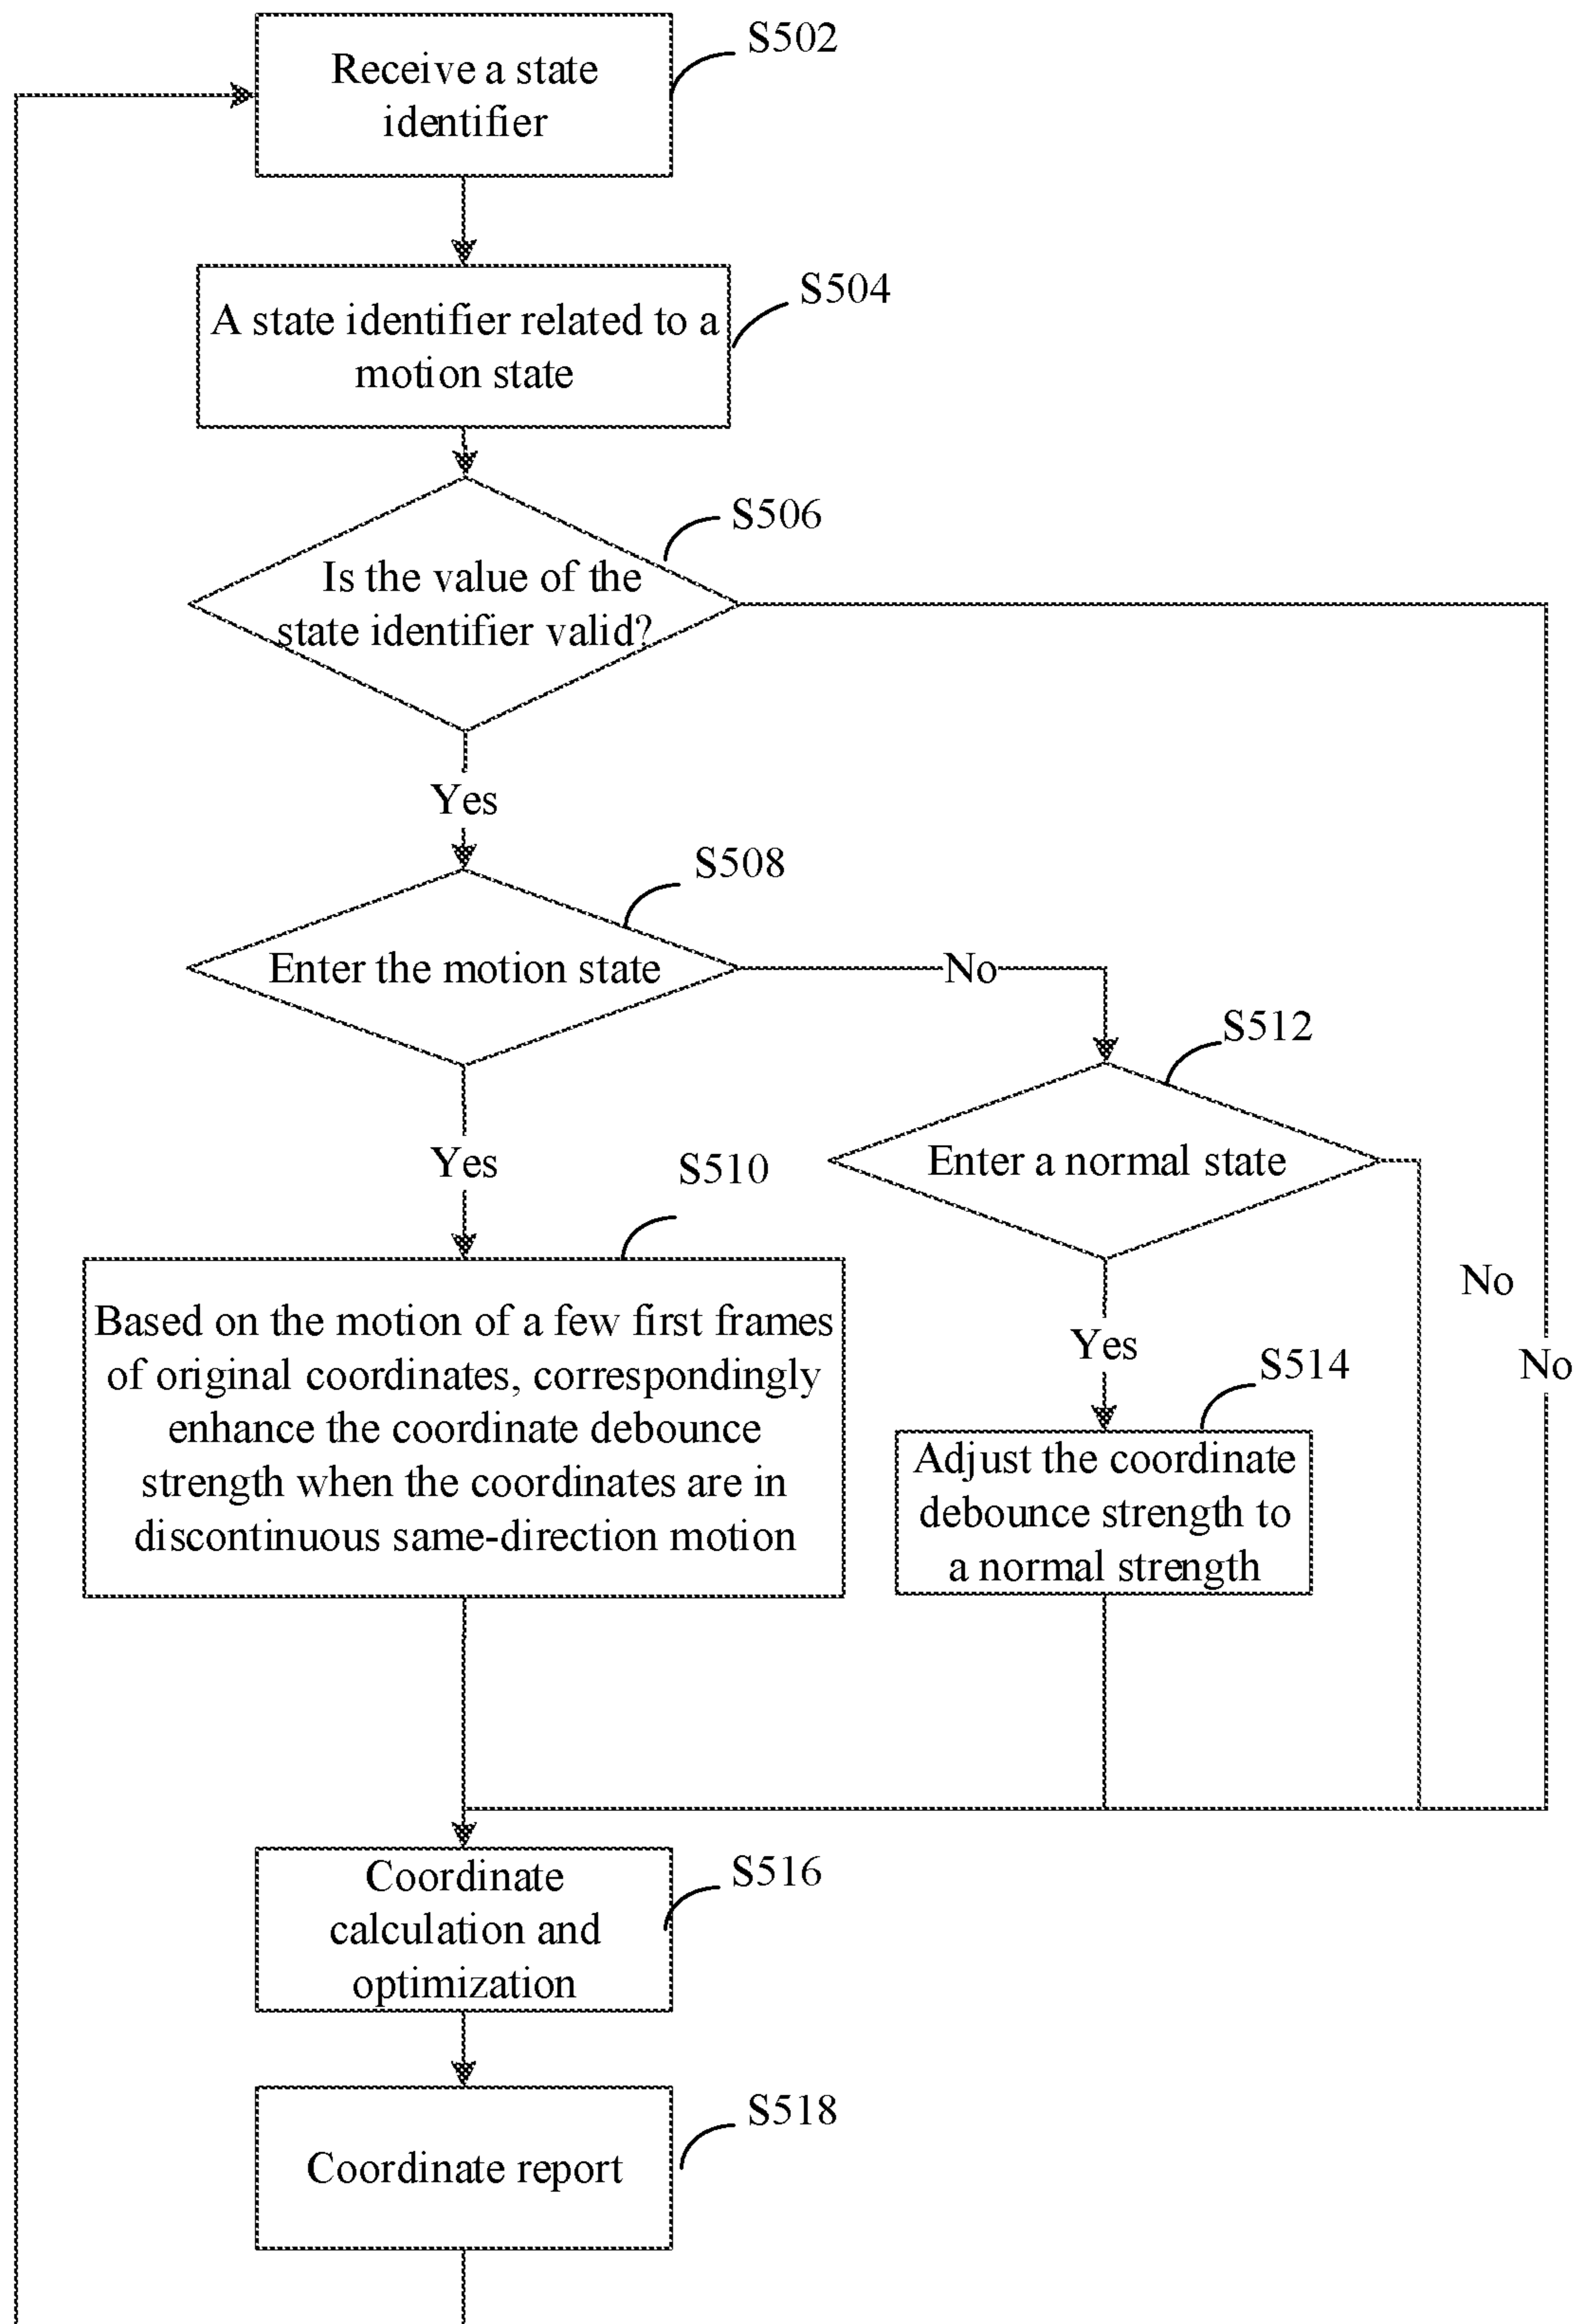 S502
Receive a state
identifier
S504
A state identifier related to a
motion state
S506
Is the value of the
state identifier valid?
Yes
S508
Enter the motion state
No
S512
Enter a normal state
Yes
S510
Based on the motion of a few first frames
of original coordinates, correspondingly
enhance the coordinate debounce
strength when the coordinates are in
discontinuous same-direction motion
Yes
No
No
S514
Adjust the coordinate
debounce strength to
a normal strength
S516
Coordinate
calculation and
optimization
S518
Coordinate report